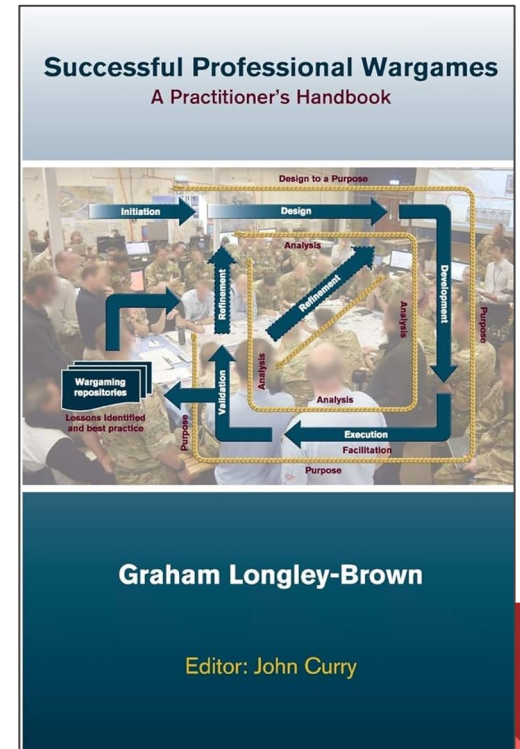 Successful Professional Wargames
A Practitioner's Handbook
Design to a Purpose
Initiation
Design
Analysis
Refinement
Refinement
Development
Purpose
Analysis
Analysis
Wargaming
repositories
Lessons Identified
and best practice
Validation
Purpose
Analysis
Execution
Facilitation
Purpose
Graham Longley-Brown
Editor: John Curry